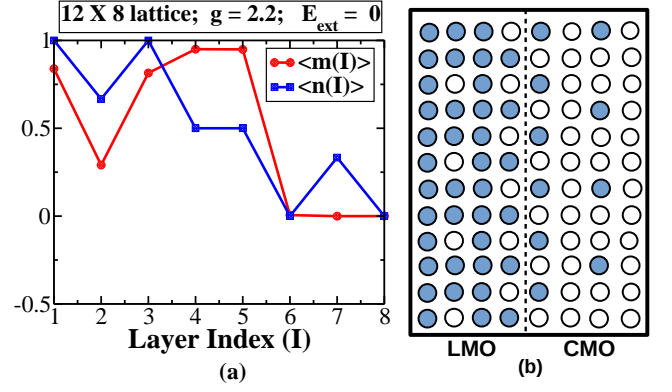 12 X 8 lattice; g = 2.2; E_ext = 0
<m(I)>
<n(I)>
1
0.5
0
-0.5
1 2 3 4 5 6 7 8
Layer Index (I)
(a)
LMO CMO
(b)